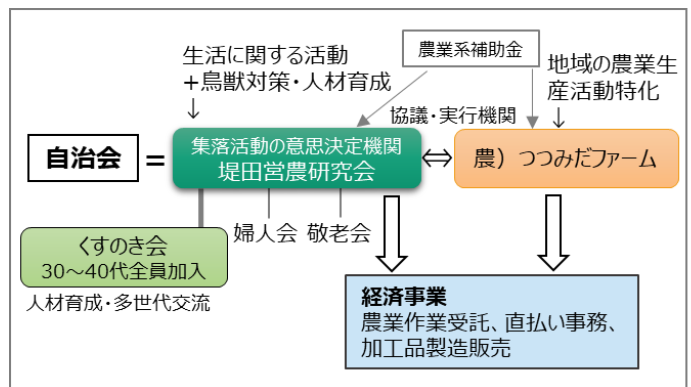 生活に関する活動
+鳥獣対策・人材育成
↓
農業系補助金
地域の農業生
産活動特化
↓
協議・実行機関
自治会
=
集落活動の意思決定機関
堤田営農研究会
⇔
農）つつみだファーム
くすのき会
30～40代全員加入
人材育成・多世代交流
婦人会
敬老会
経済事業
農業作業受託、直払い事務、
加工品製造販売